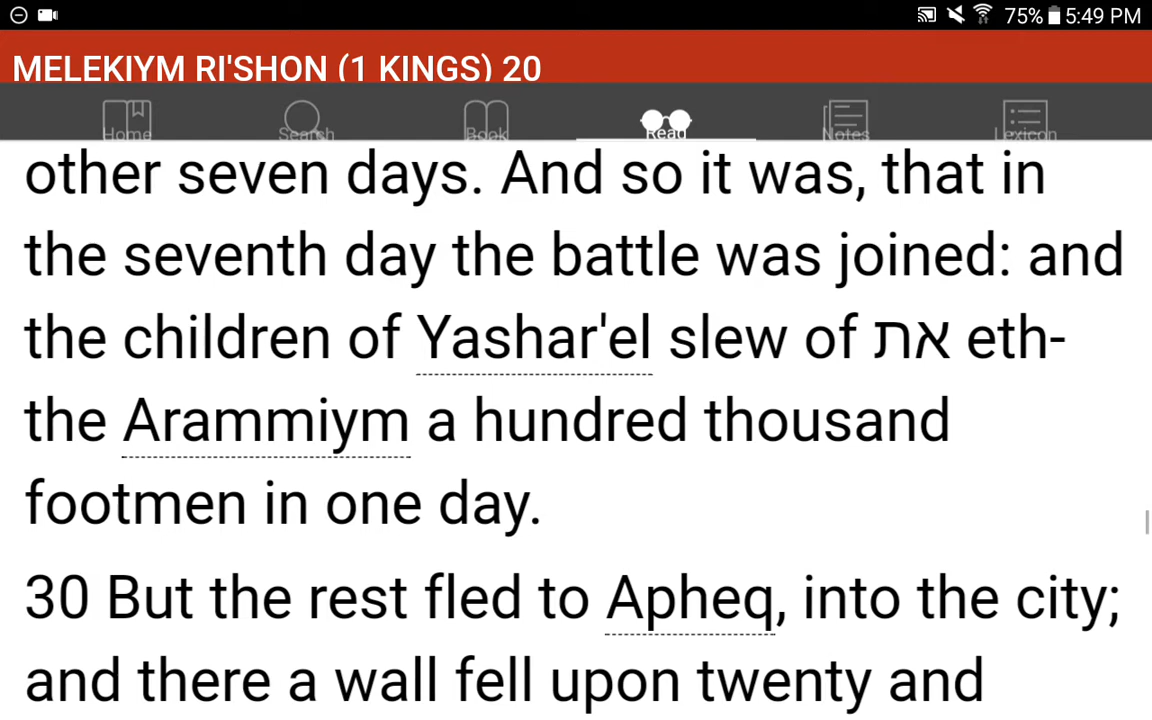 75% 5:49 PM
MELEKIYM RI'SHON (1 KINGS) 20
Home Search Book Read Notes Lexicon
other seven days. And so it was, that in
the seventh day the battle was joined: and
the children of Yashar'el slew of את eth-
the Arammiym a hundred thousand
footmen in one day.
30 But the rest fled to Apheq, into the city;
and there a wall fell upon twenty and